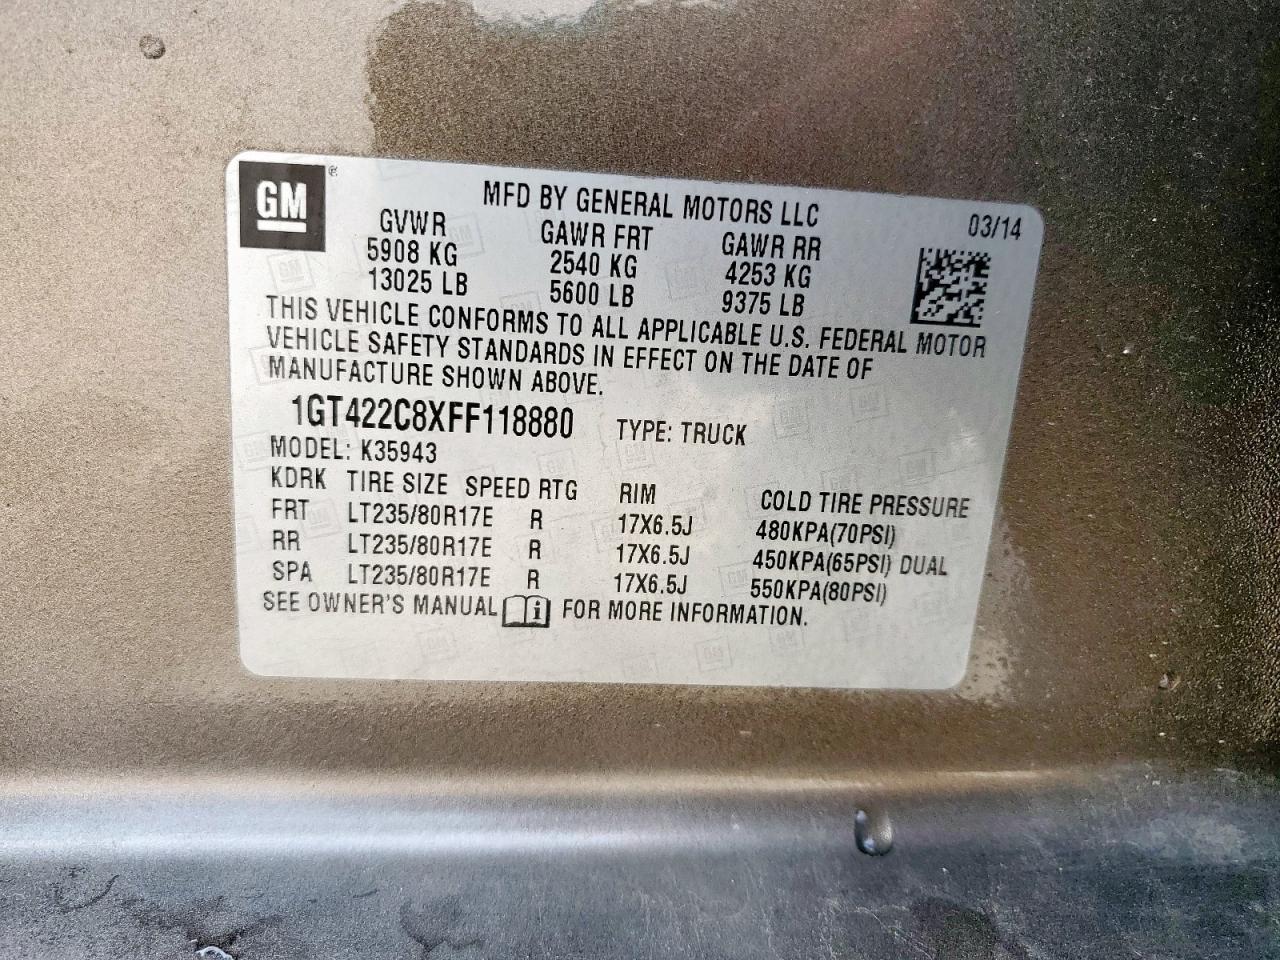 GM ®
MFD BY GENERAL MOTORS LLC
03/14
GVWR GAWR FRT GAWR RR
5908 KG 2540 KG 4253 KG
13025 LB 5600 LB 9375 LB
THIS VEHICLE CONFORMS TO ALL APPLICABLE U.S. FEDERAL MOTOR
VEHICLE SAFETY STANDARDS IN EFFECT ON THE DATE OF
MANUFACTURE SHOWN ABOVE.
1GT422C8XFF118880 TYPE: TRUCK
MODEL: K35943
KDRK TIRE SIZE SPEED RTG RIM COLD TIRE PRESSURE
FRT LT235/80R17E R 17X6.5J 480KPA(70PSI)
RR LT235/80R17E R 17X6.5J 450KPA(65PSI) DUAL
SPA LT235/80R17E R 17X6.5J 550KPA(80PSI)
SEE OWNER'S MANUAL i FOR MORE INFORMATION.